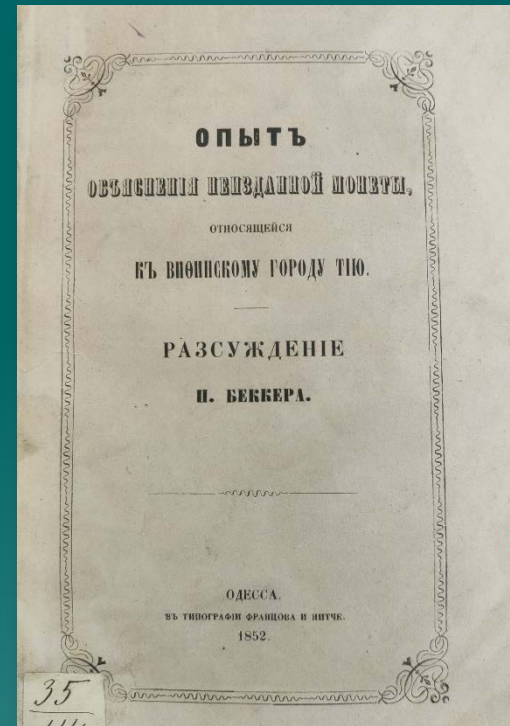 ОПЫТЪ
ОБЪЯСНЕНІЯ НЕИЗДАННОЙ МОНЕТЫ,
ОТНОСЯЩЕЙСЯ
КЪ ВИѲИНСКОМУ ГОРОДУ ТІЮ.
РАЗСУЖДЕНІЕ
П. БЕККЕРА.
ОДЕССА.
ВЪ ТИПОГРАФІИ ФРАНЦОВА И НИТЧЕ.
1852.
35